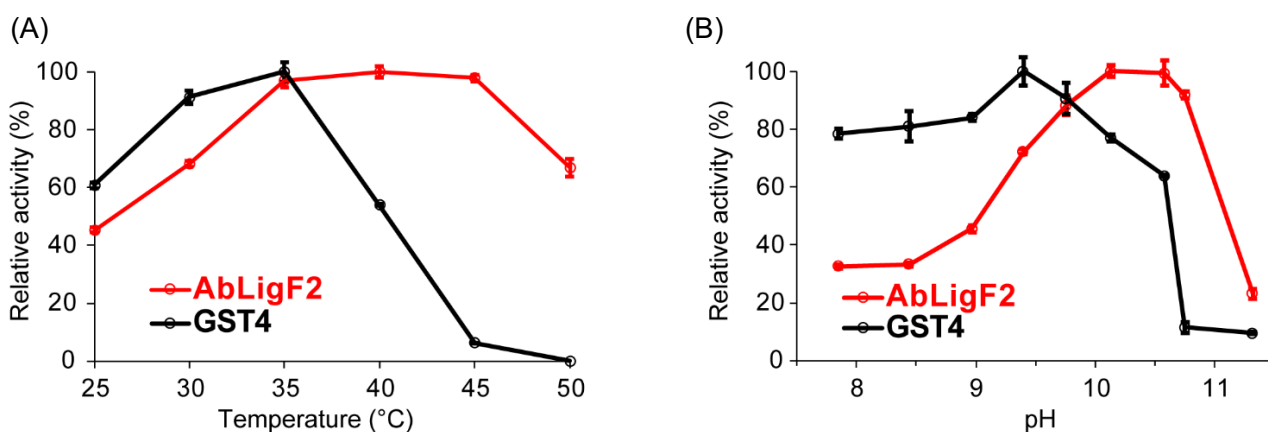 (A)
Relative activity (%)
100
80
60
40
20
0
AbLigF2
GST4
25 30 35 40 45 50
Temperature (°C)
(B)
Relative activity (%)
100
80
60
40
20
0
AbLigF2
GST4
8 9 10 11
pH